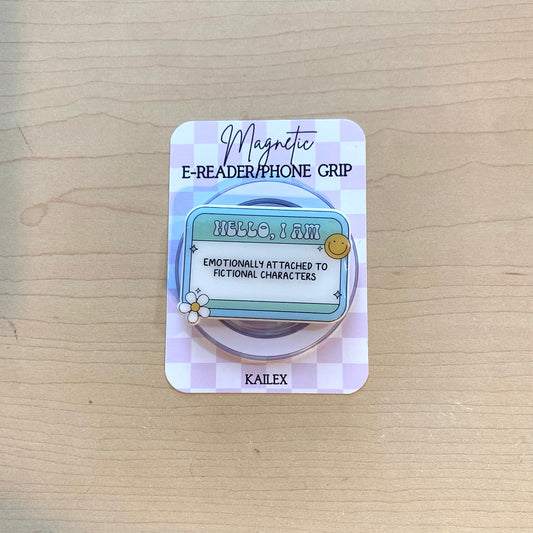 Magnetic
E-READER/PHONE GRIP
HELLO, I AM
EMOTIONALLY ATTACHED TO
FICTIONAL CHARACTERS
KAILEX